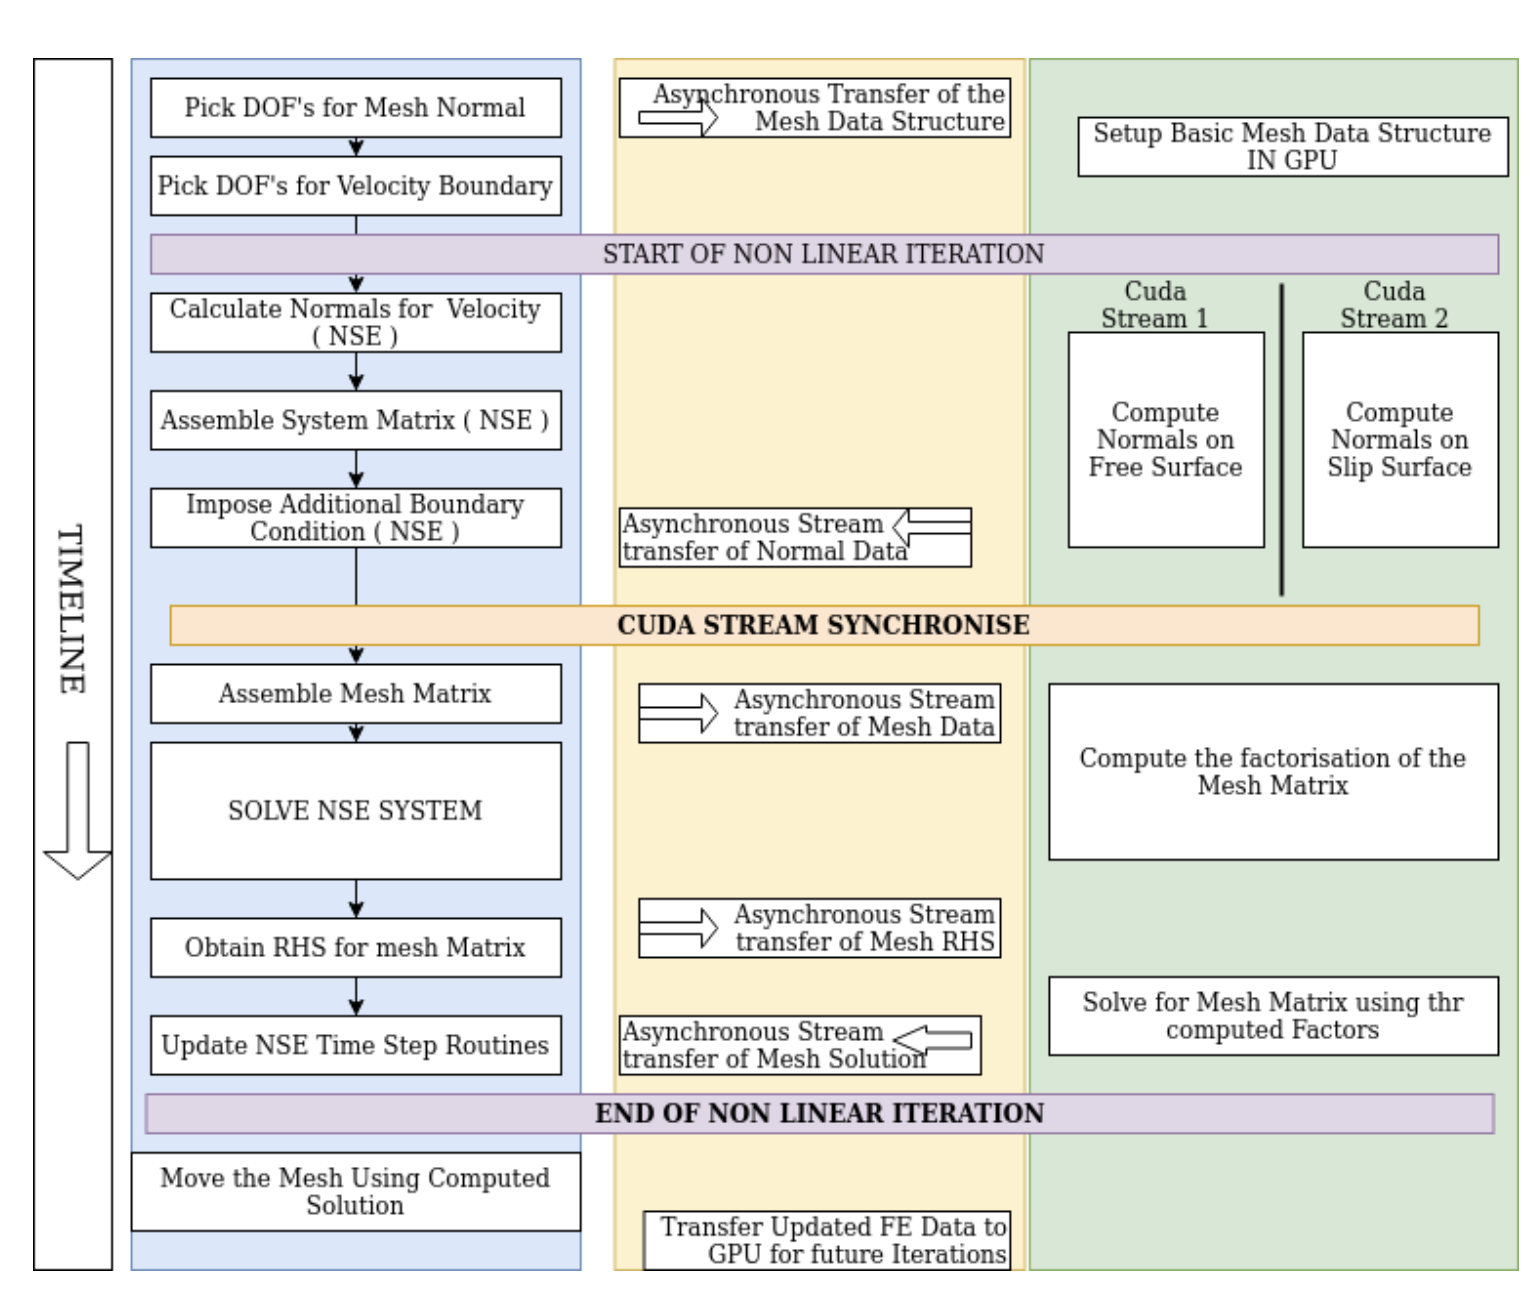 TIMELINE
Pick DOF's for Mesh Normal
Asynchronous Transfer of the
Mesh Data Structure
Setup Basic Mesh Data Structure
IN GPU
Pick DOF's for Velocity Boundary
START OF NON LINEAR ITERATION
Cuda
Stream 1
Cuda
Stream 2
Calculate Normals for  Velocity
( NSE )
Assemble System Matrix ( NSE )
Compute
Normals on
Free Surface
Compute
Normals on
Slip Surface
Impose Additional Boundary
Condition ( NSE )
Asynchronous Stream
transfer of Normal Data
CUDA STREAM SYNCHRONISE
Assemble Mesh Matrix
Asynchronous Stream
transfer of Mesh Data
Compute the factorisation of the
Mesh Matrix
SOLVE NSE SYSTEM
Obtain RHS for mesh Matrix
Asynchronous Stream
transfer of Mesh RHS
Solve for Mesh Matrix using thr
computed Factors
Update NSE Time Step Routines
Asynchronous Stream
transfer of Mesh Solution
END OF NON LINEAR ITERATION
Move the Mesh Using Computed
Solution
Transfer Updated FE Data to
GPU for future Iterations